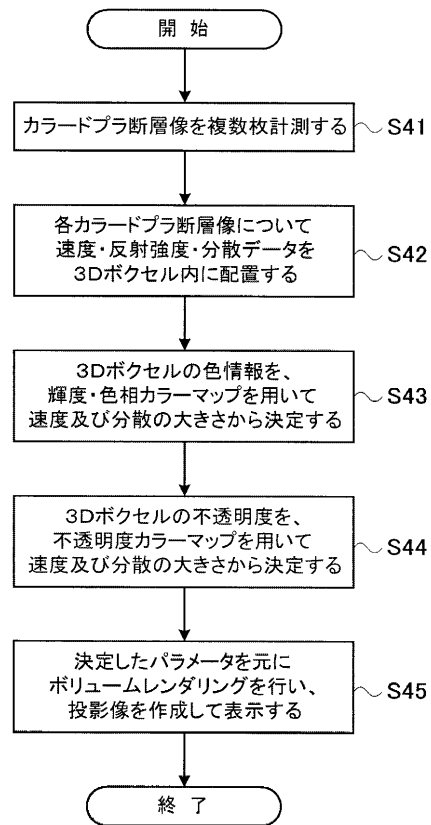 開 始
カラードプラ断層像を複数枚計測する
S41
各カラードプラ断層像について
速度・反射強度・分散データを
3Dボクセル内に配置する
S42
3Dボクセルの色情報を、
輝度・色相カラーマップを用いて
速度及び分散の大きさから決定する
S43
3Dボクセルの不透明度を、
不透明度カラーマップを用いて
速度及び分散の大きさから決定する
S44
決定したパラメータを元に
ボリュームレンダリングを行い、
投影像を作成して表示する
S45
終 了